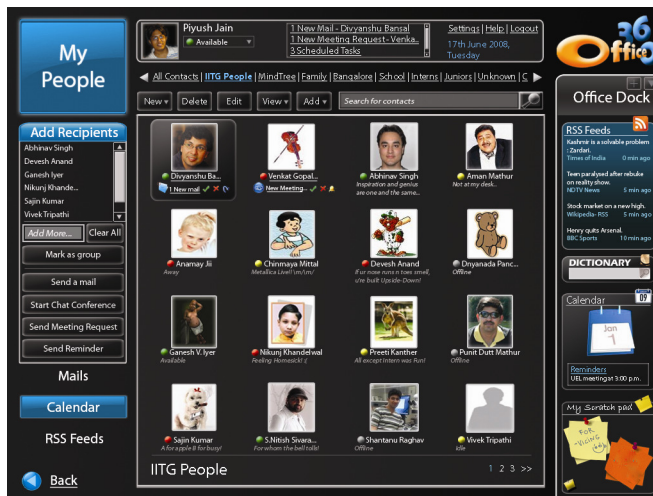 My
People
Piyush Jain
Available
1 New Mail - Divyanshu Bansal
1 New Meeting Request- Venka..
3 Scheduled Tasks
Settings | Help | Logout
17th June 2008,
Tuesday
36
Office
All Contacts | IITG People | MindTree | Family | Bangalore | School | Interns | Juniors | Unknown | C
New Delete Edit View Add Search for contacts
Add Recipients
Abhinav Singh
Devesh Anand
Ganesh Iyer
Nikunj Khande...
Sajin Kumar
Vivek Tripathi
Add More... Clear All
Mark as group
Send a mail
Start Chat Conference
Send Meeting Request
Send Reminder
Mails
Calendar
RSS Feeds
Back
Divyanshu Ba...
1 New mail
Venkat Gopal...
New Meeting..
Abhinav Singh
Inspiration and genius
are one and the same...
Aman Mathur
Not at my desk..
Anamay Jii
Away
Chinmaya Mittal
Metallica Live!! \m/\m/
Devesh Anand
If ur nose runs n toes smell,
u're built Upside-Down!
Dnyanada Panc...
Offline
Ganesh V. Iyer
Available
Nikunj Khandelwal
Feeling Homesick! :(
Preeti Kanther
All except Intern was Fun!
Punit Dutt Mathur
Offline
Sajin Kumar
A for apple B for busy!
S.Nitish Sivara...
For whom the bell tolls!
Shantanu Raghav
Offline
Vivek Tripathi
Idle
IITG People
1 2 3 >>
Office Dock
RSS Feeds
Kashmir is a solvable problem
: Zardari.
Times of India 0 min ago
Teen paralysed after rebuke
on reality show.
NDTV News 5 min ago
Stock market on a new high.
Wikipedia- RSS 5 min ago
Henry quits Arsenal.
BBC Sports 10 min ago
DICTIONARY
Calendar
09
Jan
1
Reminders
UEL meeting at 3:00 p.m.
My Scratch pad
FOR
-VICING